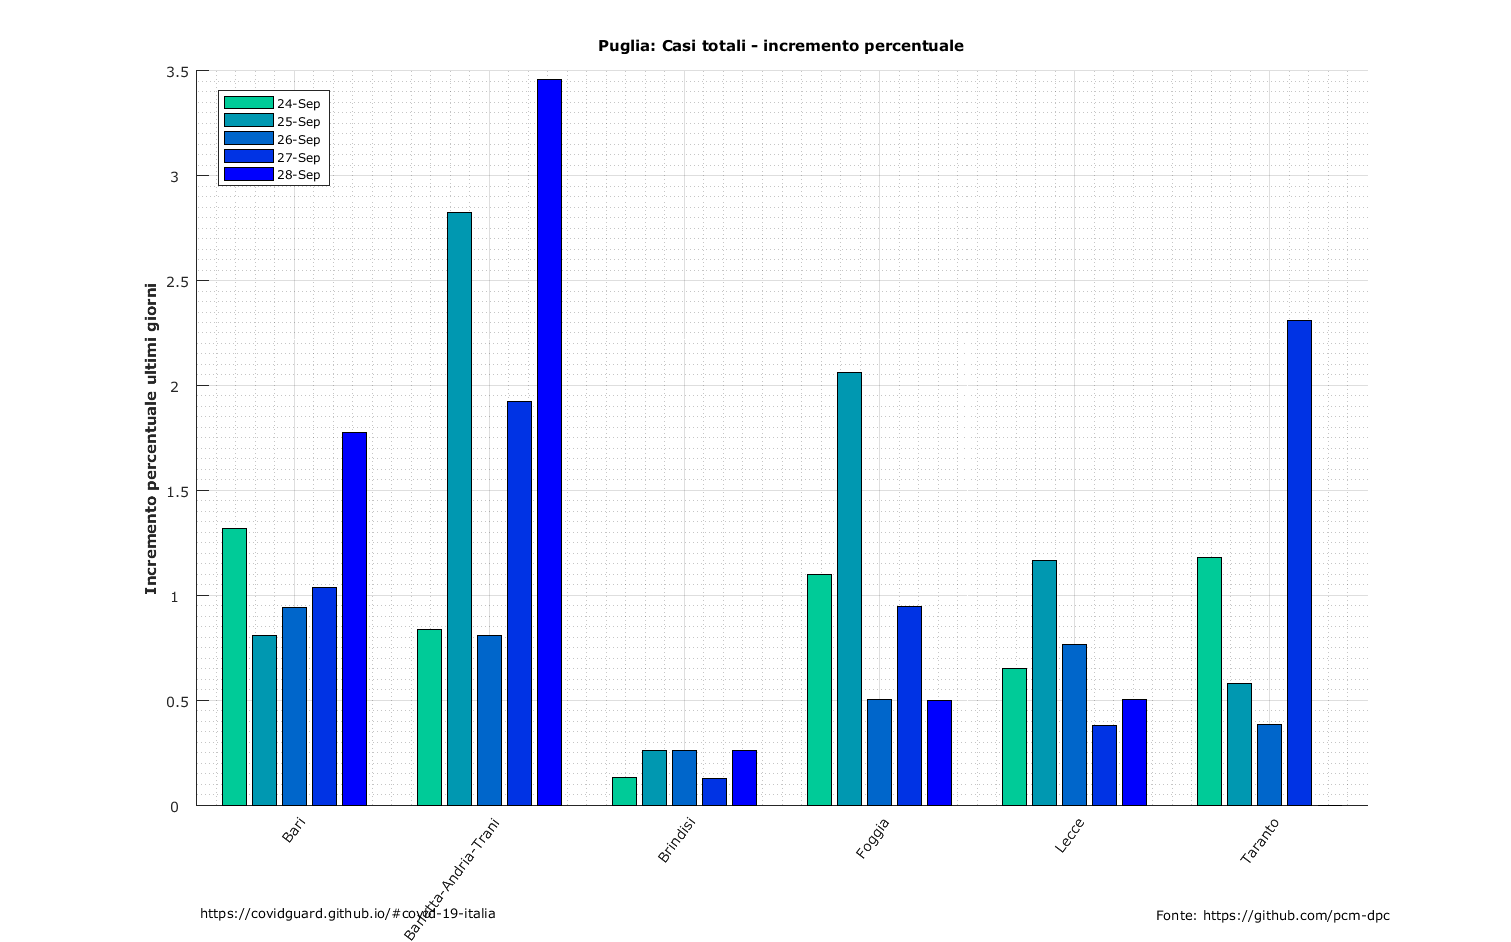 Puglia: Casi totali - incremento percentuale
3.5
3
2.5
2
1.5
1
0.5
0
Incremento percentuale ultimi giorni
24-Sep
25-Sep
26-Sep
27-Sep
28-Sep
Bari
Barletta-Andria-Trani
Brindisi
Foggia
Lecce
Taranto
https://covidguard.github.io/#covid-19-italia
Fonte: https://github.com/pcm-dpc